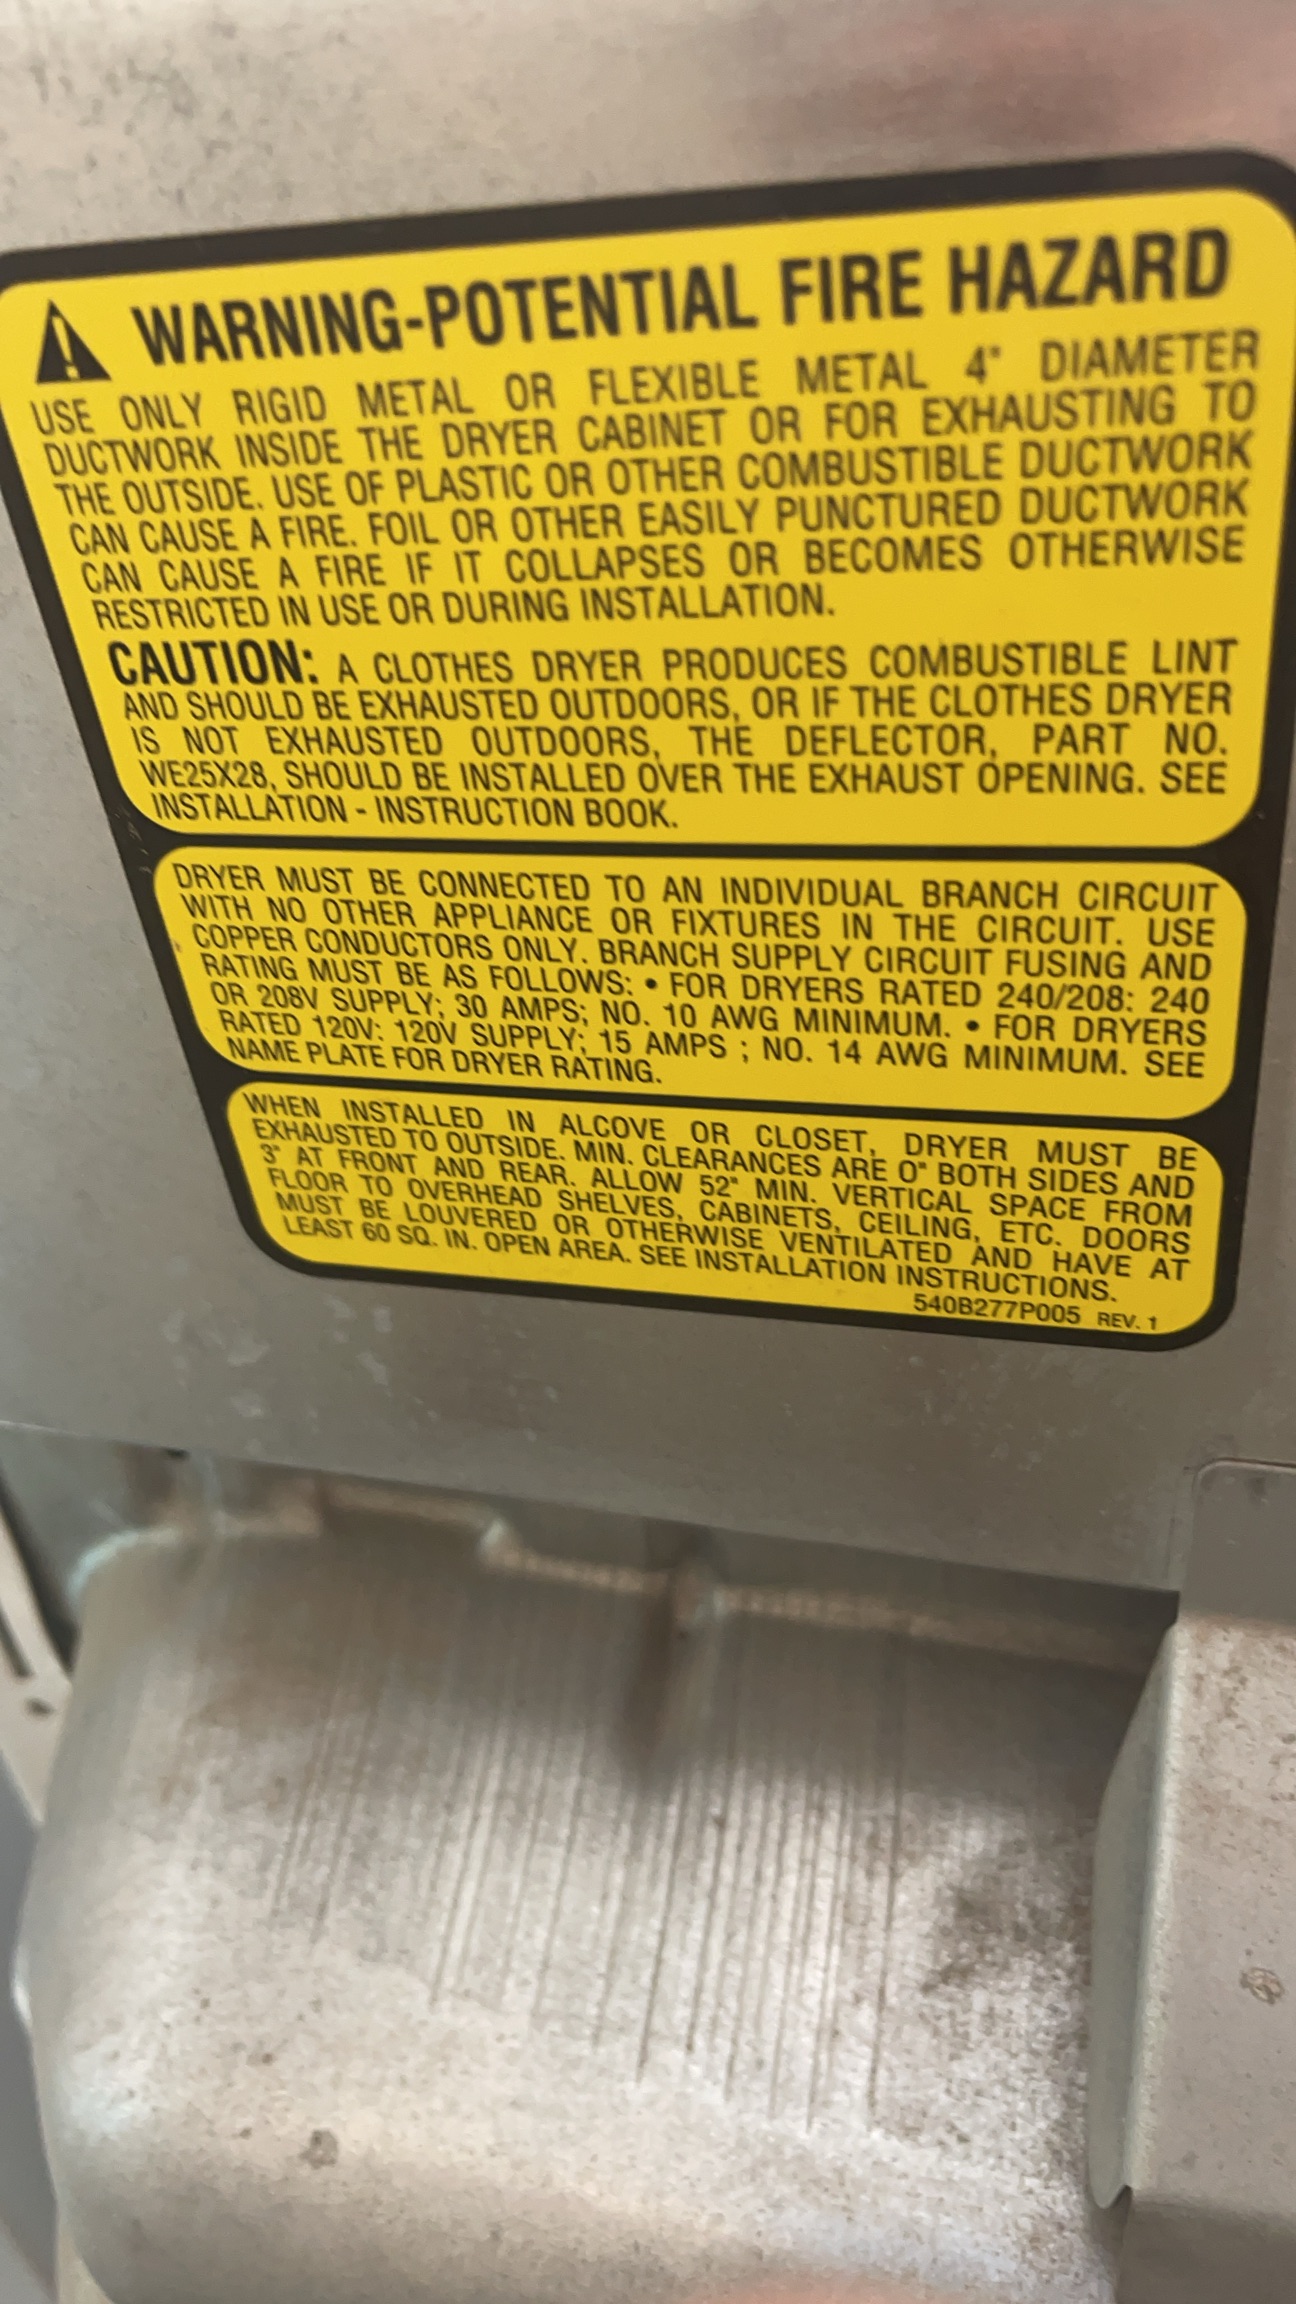 WARNING-POTENTIAL FIRE HAZARD
USE ONLY RIGID METAL OR FLEXIBLE METAL 4" DIAMETER
DUCTWORK INSIDE THE DRYER CABINET OR FOR EXHAUSTING TO
THE OUTSIDE. USE OF PLASTIC OR OTHER COMBUSTIBLE DUCTWORK
CAN CAUSE A FIRE. FOIL OR OTHER EASILY PUNCTURED DUCTWORK
CAN CAUSE A FIRE IF IT COLLAPSES OR BECOMES OTHERWISE
RESTRICTED IN USE OR DURING INSTALLATION.
CAUTION: A CLOTHES DRYER PRODUCES COMBUSTIBLE LINT
AND SHOULD BE EXHAUSTED OUTDOORS, OR IF THE CLOTHES DRYER
IS NOT EXHAUSTED OUTDOORS, THE DEFLECTOR, PART NO.
WE25X28, SHOULD BE INSTALLED OVER THE EXHAUST OPENING. SEE
INSTALLATION - INSTRUCTION BOOK.
DRYER MUST BE CONNECTED TO AN INDIVIDUAL BRANCH CIRCUIT
WITH NO OTHER APPLIANCE OR FIXTURES IN THE CIRCUIT. USE
COPPER CONDUCTORS ONLY. BRANCH SUPPLY CIRCUIT FUSING AND
RATING MUST BE AS FOLLOWS: • FOR DRYERS RATED 240/208: 240
OR 208V SUPPLY; 30 AMPS; NO. 10 AWG MINIMUM. • FOR DRYERS
RATED 120V: 120V SUPPLY; 15 AMPS ; NO. 14 AWG MINIMUM. SEE
NAME PLATE FOR DRYER RATING.
WHEN INSTALLED IN ALCOVE OR CLOSET, DRYER MUST BE
EXHAUSTED TO OUTSIDE. MIN. CLEARANCES ARE 0" BOTH SIDES AND
3" AT FRONT AND REAR. ALLOW 52" MIN. VERTICAL SPACE FROM
FLOOR TO OVERHEAD SHELVES, CABINETS, CEILING, ETC. DOORS
MUST BE LOUVERED OR OTHERWISE VENTILATED AND HAVE AT
LEAST 60 SQ. IN. OPEN AREA. SEE INSTALLATION INSTRUCTIONS.
540B277P005 REV. 1